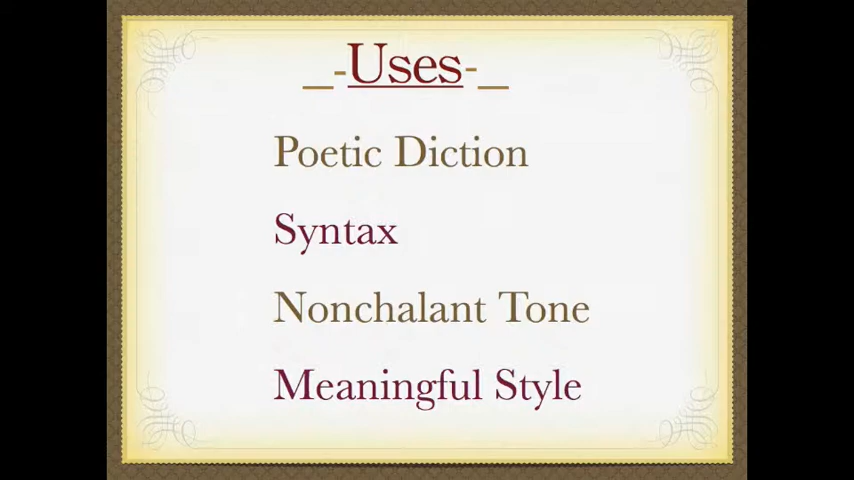 _-Uses-_
Poetic Diction
Syntax
Nonchalant Tone
Meaningful Style